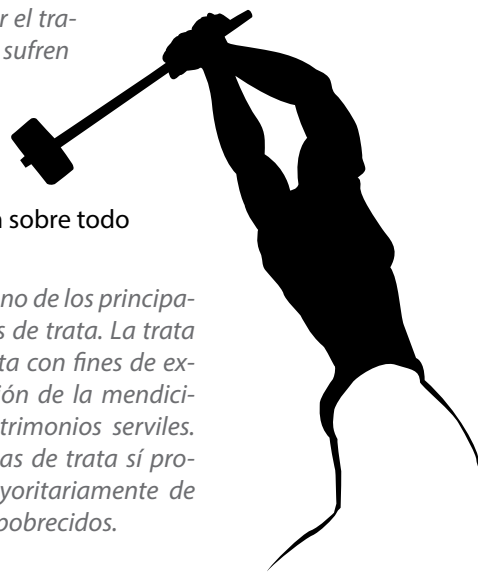 r el tra-
sufren
sobre todo
no de los principa-
s de trata. La trata
ta con fines de ex-
ión de la mendici-
trimonios serviles.
as de trata sí pro-
yoritariamente de
pobrecidos.